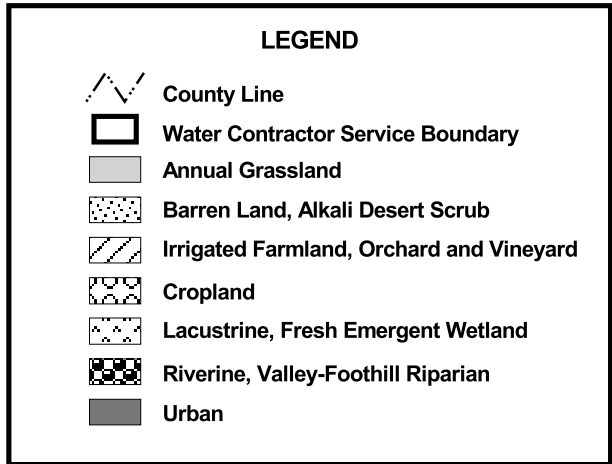 LEGEND
County Line
Water Contractor Service Boundary
Annual Grassland
Barren Land, Alkali Desert Scrub
Irrigated Farmland, Orchard and Vineyard
Cropland
Lacustrine, Fresh Emergent Wetland
Riverine, Valley-Foothill Riparian
Urban